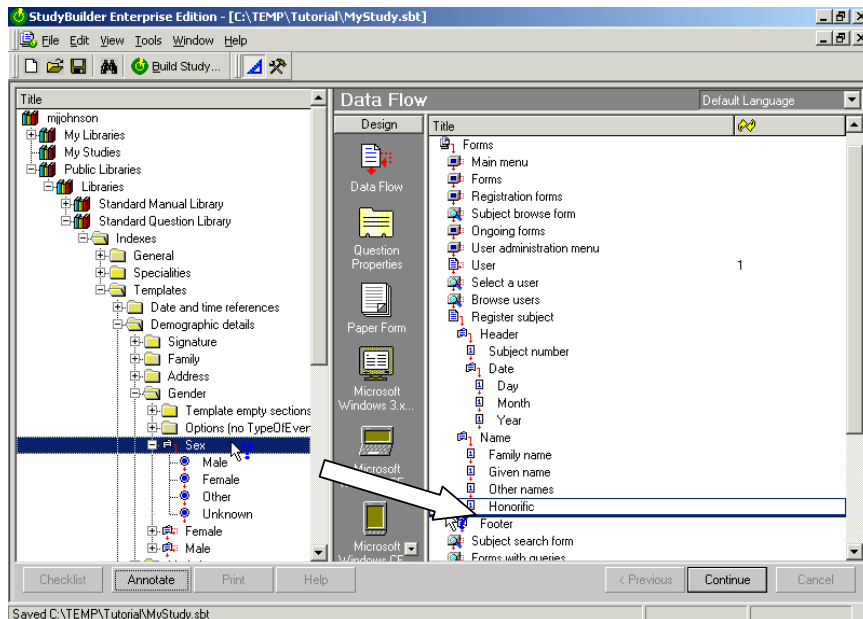 StudyBuilder Enterprise Edition - [C:\TEMP\Tutorial\MyStudy.sbt]
File Edit View Tools Window Help
Build Study...
Title
mjjohnson
My Libraries
My Studies
Public Libraries
Libraries
Standard Manual Library
Standard Question Library
Indexes
General
Specialities
Templates
Date and time references
Demographic details
Signature
Family
Address
Gender
Template empty sections
Options (no TypeOfEver
Sex
Male
Female
Other
Unknown
Female
Male
Data Flow
Default Language
Design
Data Flow
Question
Properties
Paper Form
Microsoft
Windows 3.x...
Microsoft
Microsoft
Windows CE
Title
Forms
Main menu
Forms
Registration forms
Subject browse form
Ongoing forms
User administration menu
User 1
Select a user
Browse users
Register subject
Header
Subject number
Date
Day
Month
Year
Name
Family name
Given name
Other names
Honorific
Footer
Subject search form
Forms with queries
Checklist Annotate Print Help < Previous Continue Cancel
Saved C:\TEMP\Tutorial\MyStudy.sbt